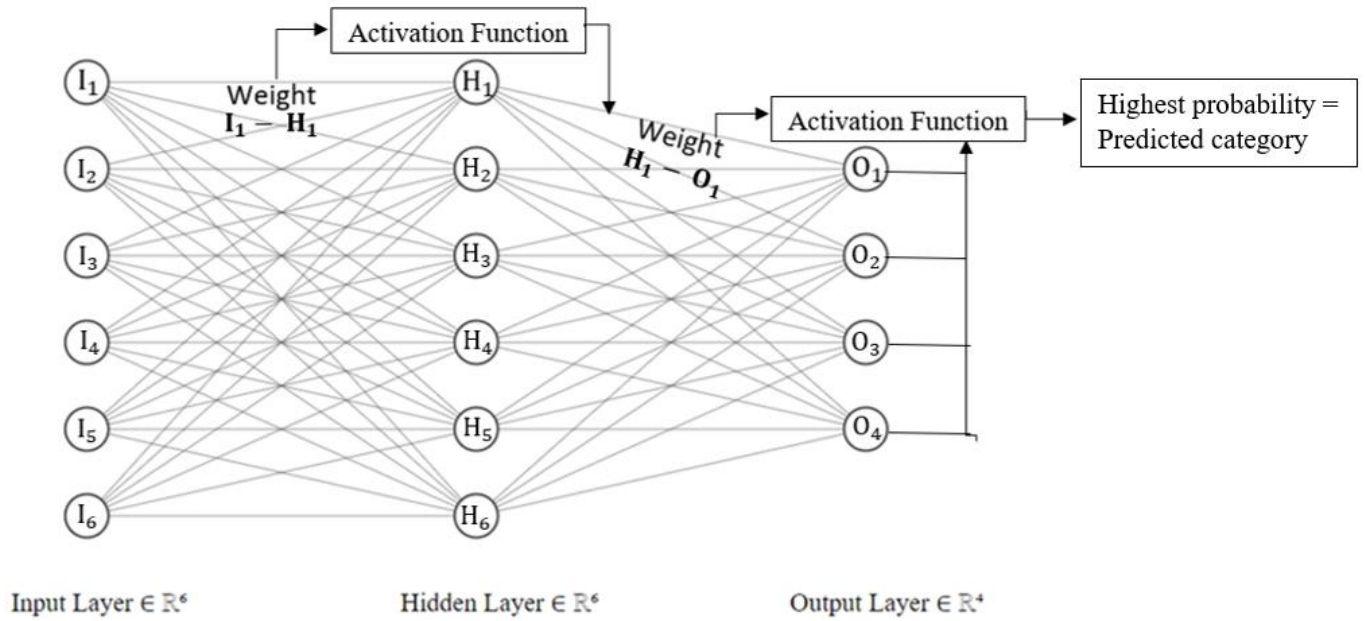 Activation Function
I₁
H₁
Weight
I₁ − H₁
Weight
H₁ − O₁
Activation Function
Highest probability =
Predicted category
I₂
H₂
O₁
I₃
H₃
O₂
I₄
H₄
O₃
I₅
H₅
O₄
I₆
H₆
Input Layer ∈ ℝ⁶
Hidden Layer ∈ ℝ⁶
Output Layer ∈ ℝ⁴